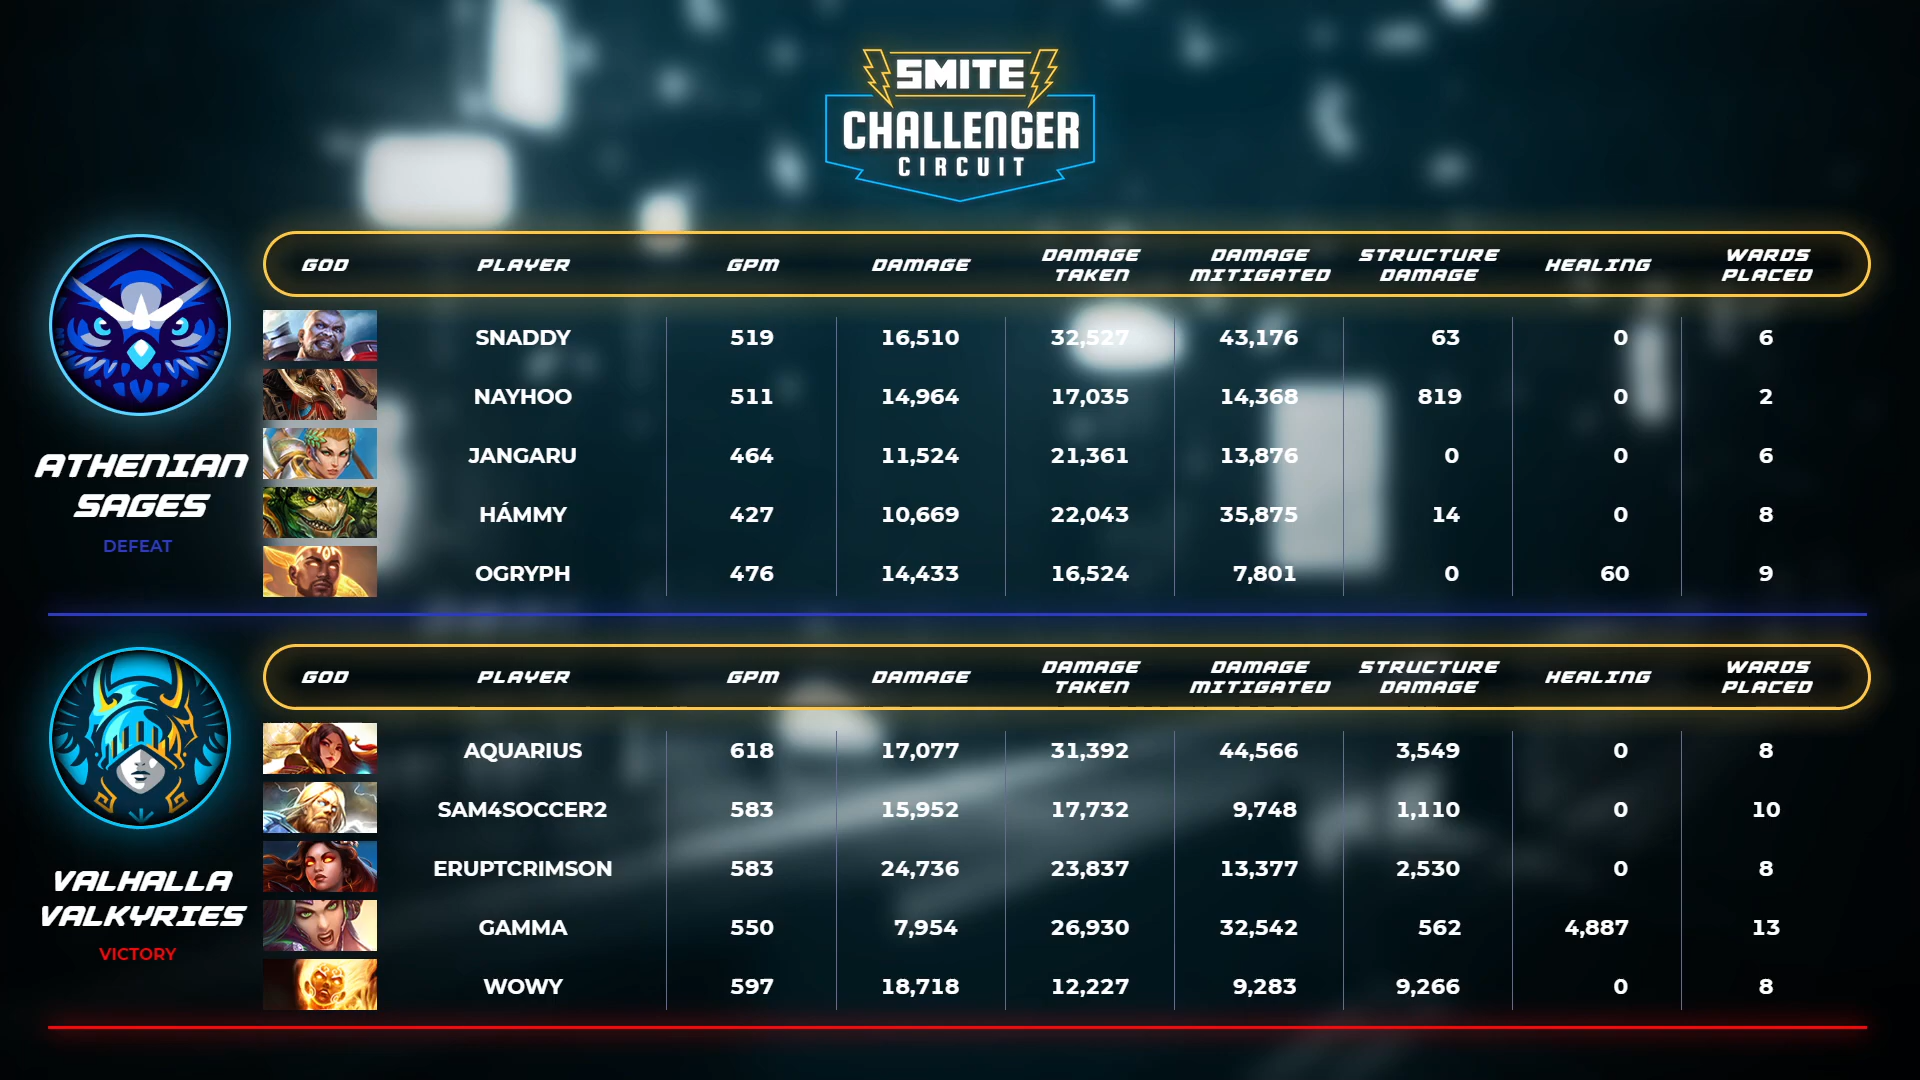 SMITE
CHALLENGER
CIRCUIT
GOD PLAYER GPM DAMAGE DAMAGE TAKEN DAMAGE MITIGATED STRUCTURE DAMAGE HEALING WARDS PLACED
SNADDY 519 16,510 32,527 43,176 63 0 6
NAYHOO 511 14,964 17,035 14,368 819 0 2
JANGARU 464 11,524 21,361 13,876 0 0 6
HÁMMY 427 10,669 22,043 35,875 14 0 8
OGRYPH 476 14,433 16,524 7,801 0 60 9
ATHENIAN
SAGES
DEFEAT
GOD PLAYER GPM DAMAGE DAMAGE TAKEN DAMAGE MITIGATED STRUCTURE DAMAGE HEALING WARDS PLACED
AQUARIUS 618 17,077 31,392 44,566 3,549 0 8
SAM4SOCCER2 583 15,952 17,732 9,748 1,110 0 10
ERUPTCRIMSON 583 24,736 23,837 13,377 2,530 0 8
GAMMA 550 7,954 26,930 32,542 562 4,887 13
WOWY 597 18,718 12,227 9,283 9,266 0 8
VALHALLA
VALKYRIES
VICTORY